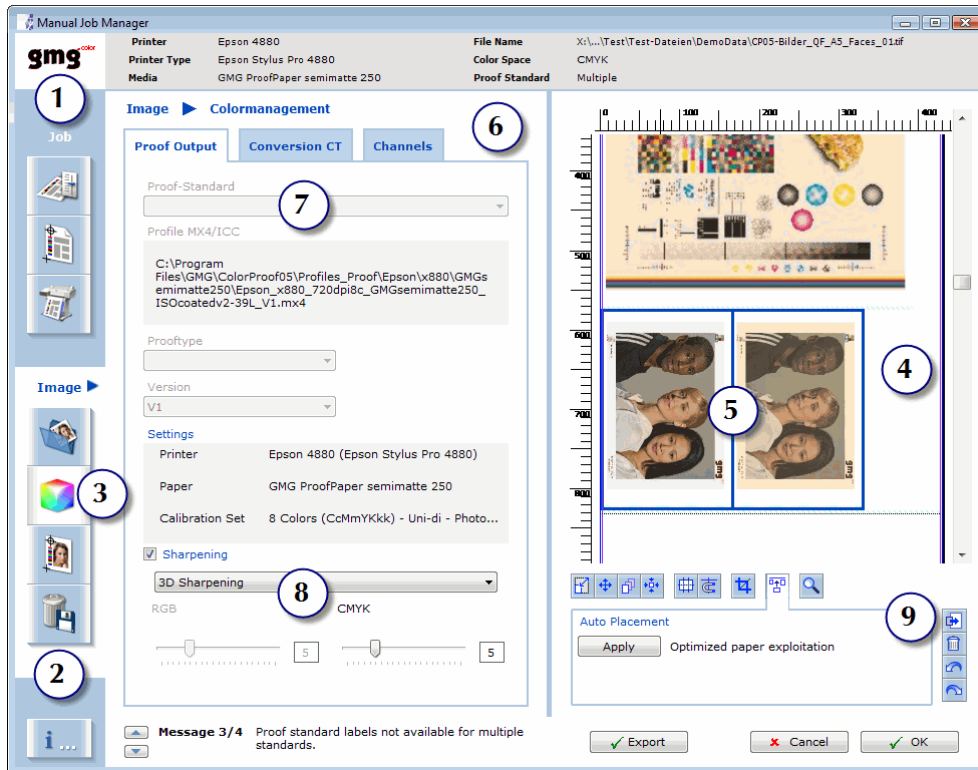 Manual Job Manager
gmg color
Printer Epson 4880
Printer Type Epson Stylus Pro 4880
Media GMG ProofPaper semimatte 250
File Name X:\...\Test\Test-Dateien\DemoData\CP05-Bilder_QF_A5_Faces_01.tif
Color Space CMYK
Proof Standard Multiple
1
Job
Image
3
2
i ...
Image Colormanagement
6
Proof Output Conversion CT Channels
Proof-Standard
7
Profile MX4/ICC
C:\Program
Files\GMG\ColorProof05\Profiles_Proof\Epson\x880\GMGs
emimatte250\Epson_x880_720dpi8c_GMGsemimatte250_
ISOcoatedv2-39L_V1.mx4
Prooftype
Version
V1
Settings
Printer Epson 4880 (Epson Stylus Pro 4880)
Paper GMG ProofPaper semimatte 250
Calibration Set 8 Colors (CcMmYKkk) - Uni-di - Photo...
Sharpening
3D Sharpening
8
RGB CMYK
5 5
0 100 200 300 400
400
500
600
700
800
4
5
gmg gmg
9
Auto Placement
Apply Optimized paper exploitation
Message 3/4 Proof standard labels not available for multiple
standards.
Export Cancel OK